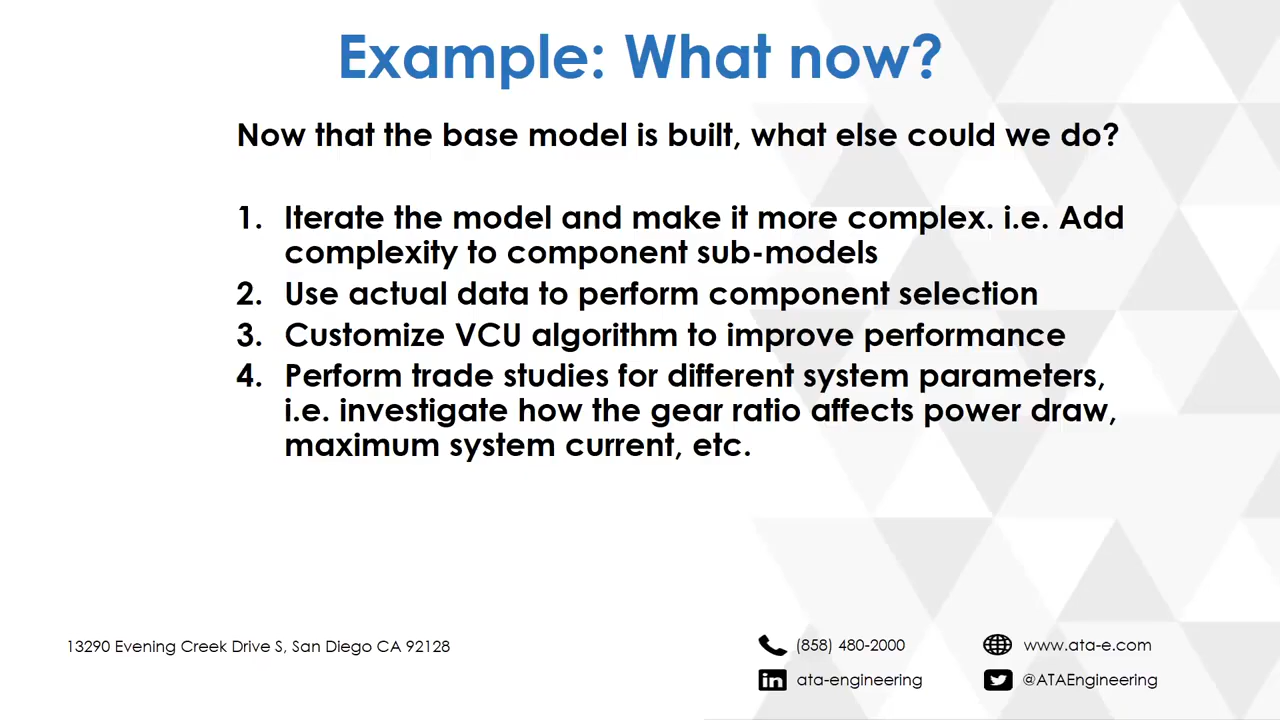 Example: What now?
Now that the base model is built, what else could we do?
1. Iterate the model and make it more complex. i.e. Add
complexity to component sub-models
2. Use actual data to perform component selection
3. Customize VCU algorithm to improve performance
4. Perform trade studies for different system parameters,
i.e. investigate how the gear ratio affects power draw,
maximum system current, etc.
13290 Evening Creek Drive S, San Diego CA 92128
(858) 480-2000
www.ata-e.com
in ata-engineering
@ATAEngineering